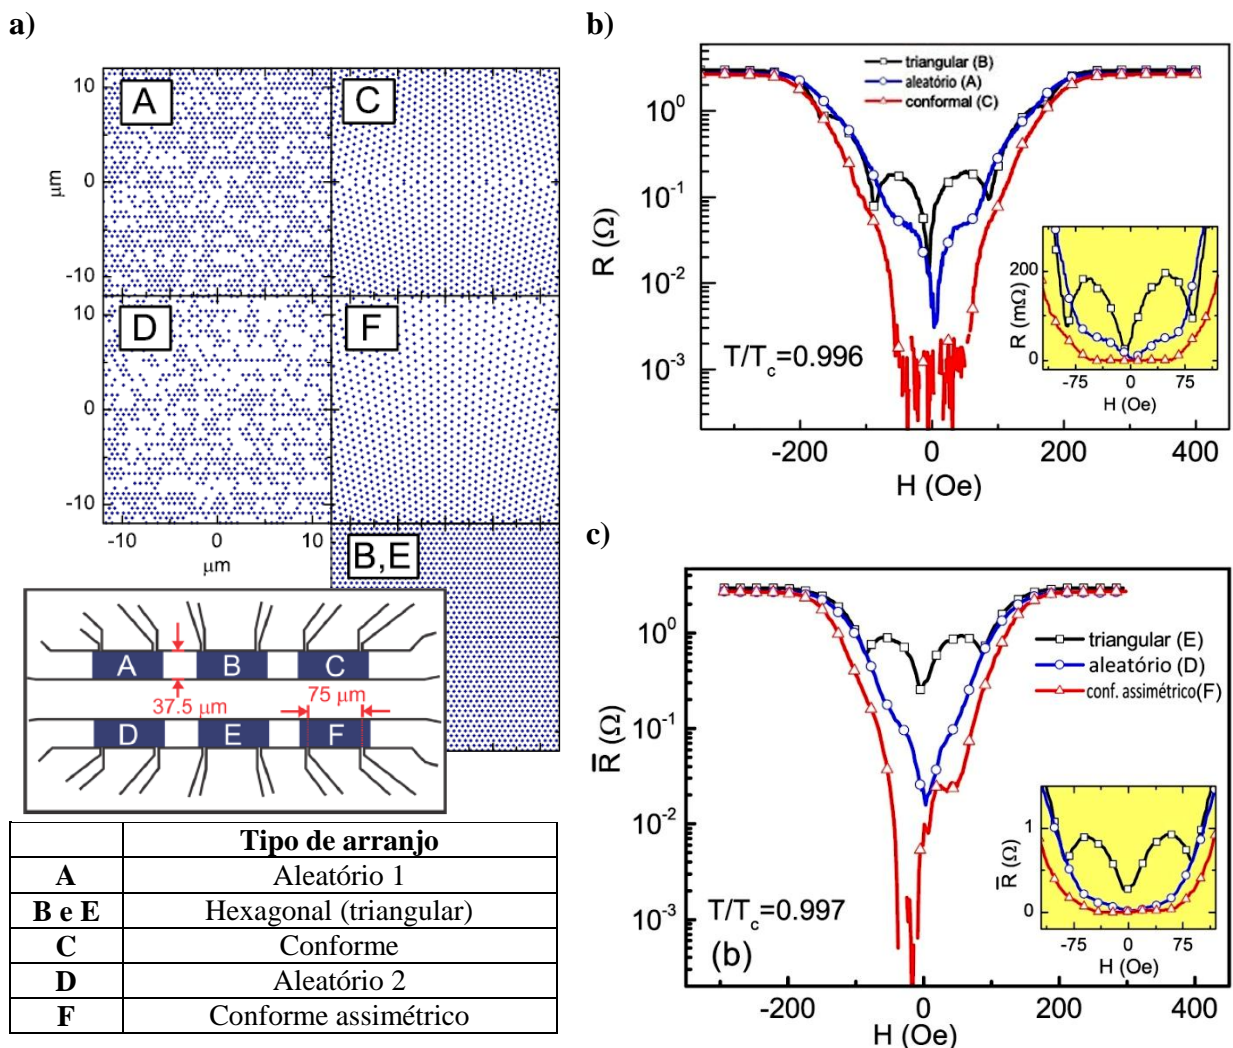 a)
A
C
μm
10
0
-10
D
F
10
0
-10
-10
0
10
μm
B,E
A
B
C
37.5 μm
75 μm
D
E
F
Tipo de arranjo
A Aleatório 1
B e E Hexagonal (triangular)
C Conforme
D Aleatório 2
F Conforme assimétrico
b)
triangular (B)
aleatório (A)
conformal (C)
R (Ω)
10⁰
10⁻¹
10⁻²
10⁻³
T/Tc=0.996
-200 0 200 400
H (Oe)
R (mΩ)
200
0
-75 0 75
H (Oe)
c)
triangular (E)
aleatório (D)
conf. assimétrico(F)
R̄ (Ω)
10⁰
10⁻¹
10⁻²
10⁻³
T/Tc=0.997
(b)
-200 0 200 400
H (Oe)
R̄ (Ω)
1
0
-75 0 75
H (Oe)